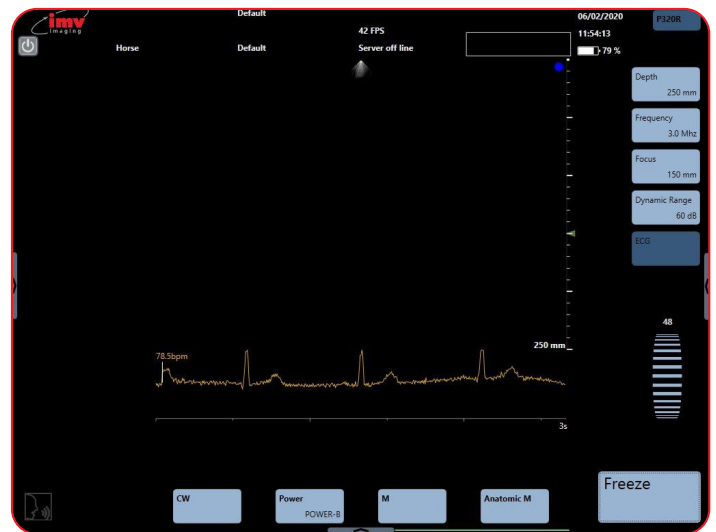 imv
imaging
Default
42 FPS
06/02/2020
P320R
Horse
Default
Server off line
11:54:13
79 %
Depth
250 mm
Frequency
3.0 Mhz
Focus
150 mm
Dynamic Range
60 dB
ECG
48
250 mm
78.5bpm
3s
CW
Power
POWER-B
M
Anatomic M
Freeze